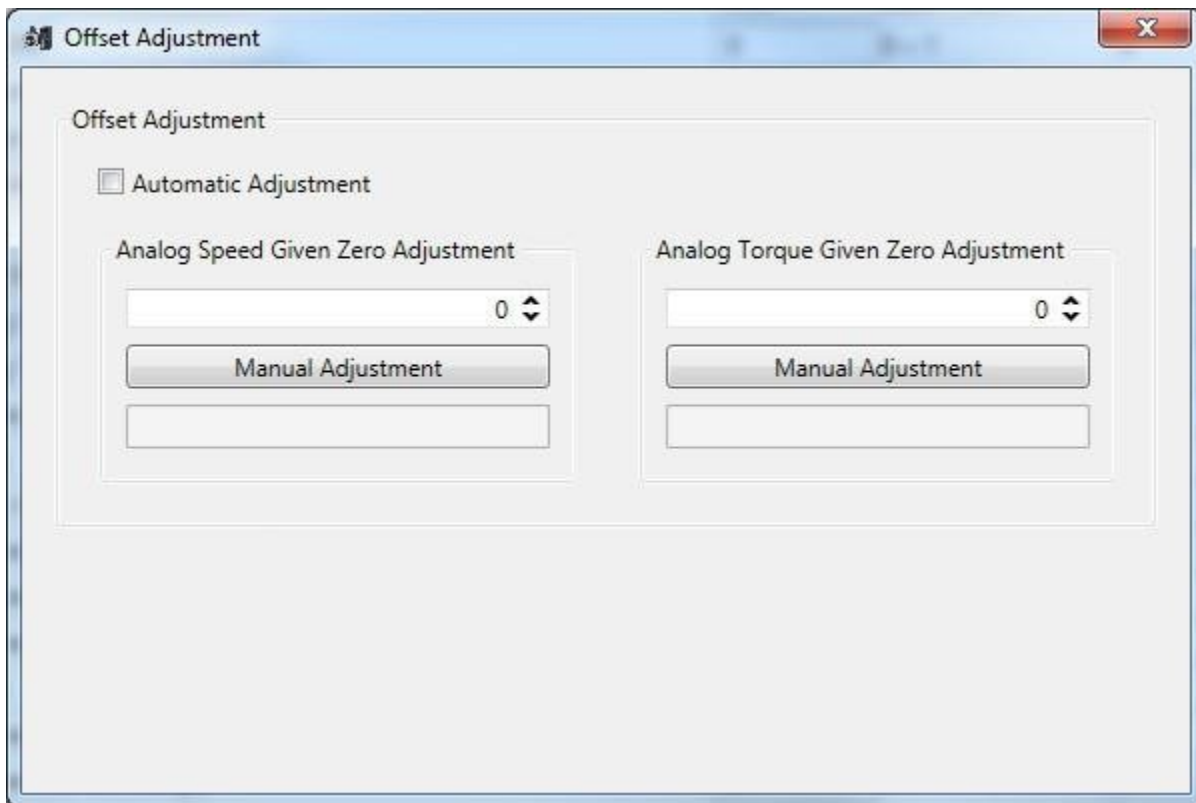 Offset Adjustment
Offset Adjustment
Automatic Adjustment
Analog Speed Given Zero Adjustment
0
Manual Adjustment
Analog Torque Given Zero Adjustment
0
Manual Adjustment